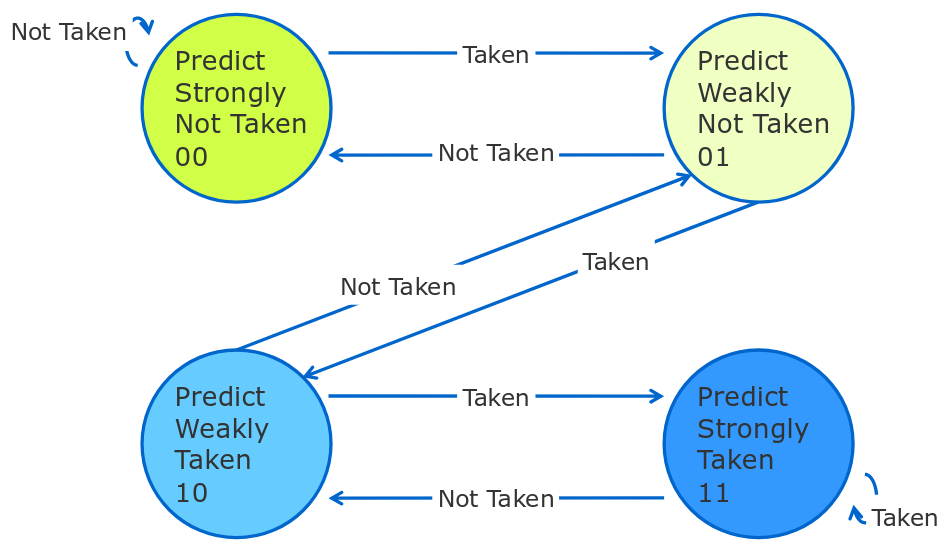 Not Taken
Predict
Strongly
Not Taken
00
Taken
Not Taken
Predict
Weakly
Not Taken
01
Taken
Not Taken
Predict
Weakly
Taken
10
Taken
Not Taken
Predict
Strongly
Taken
11
Taken